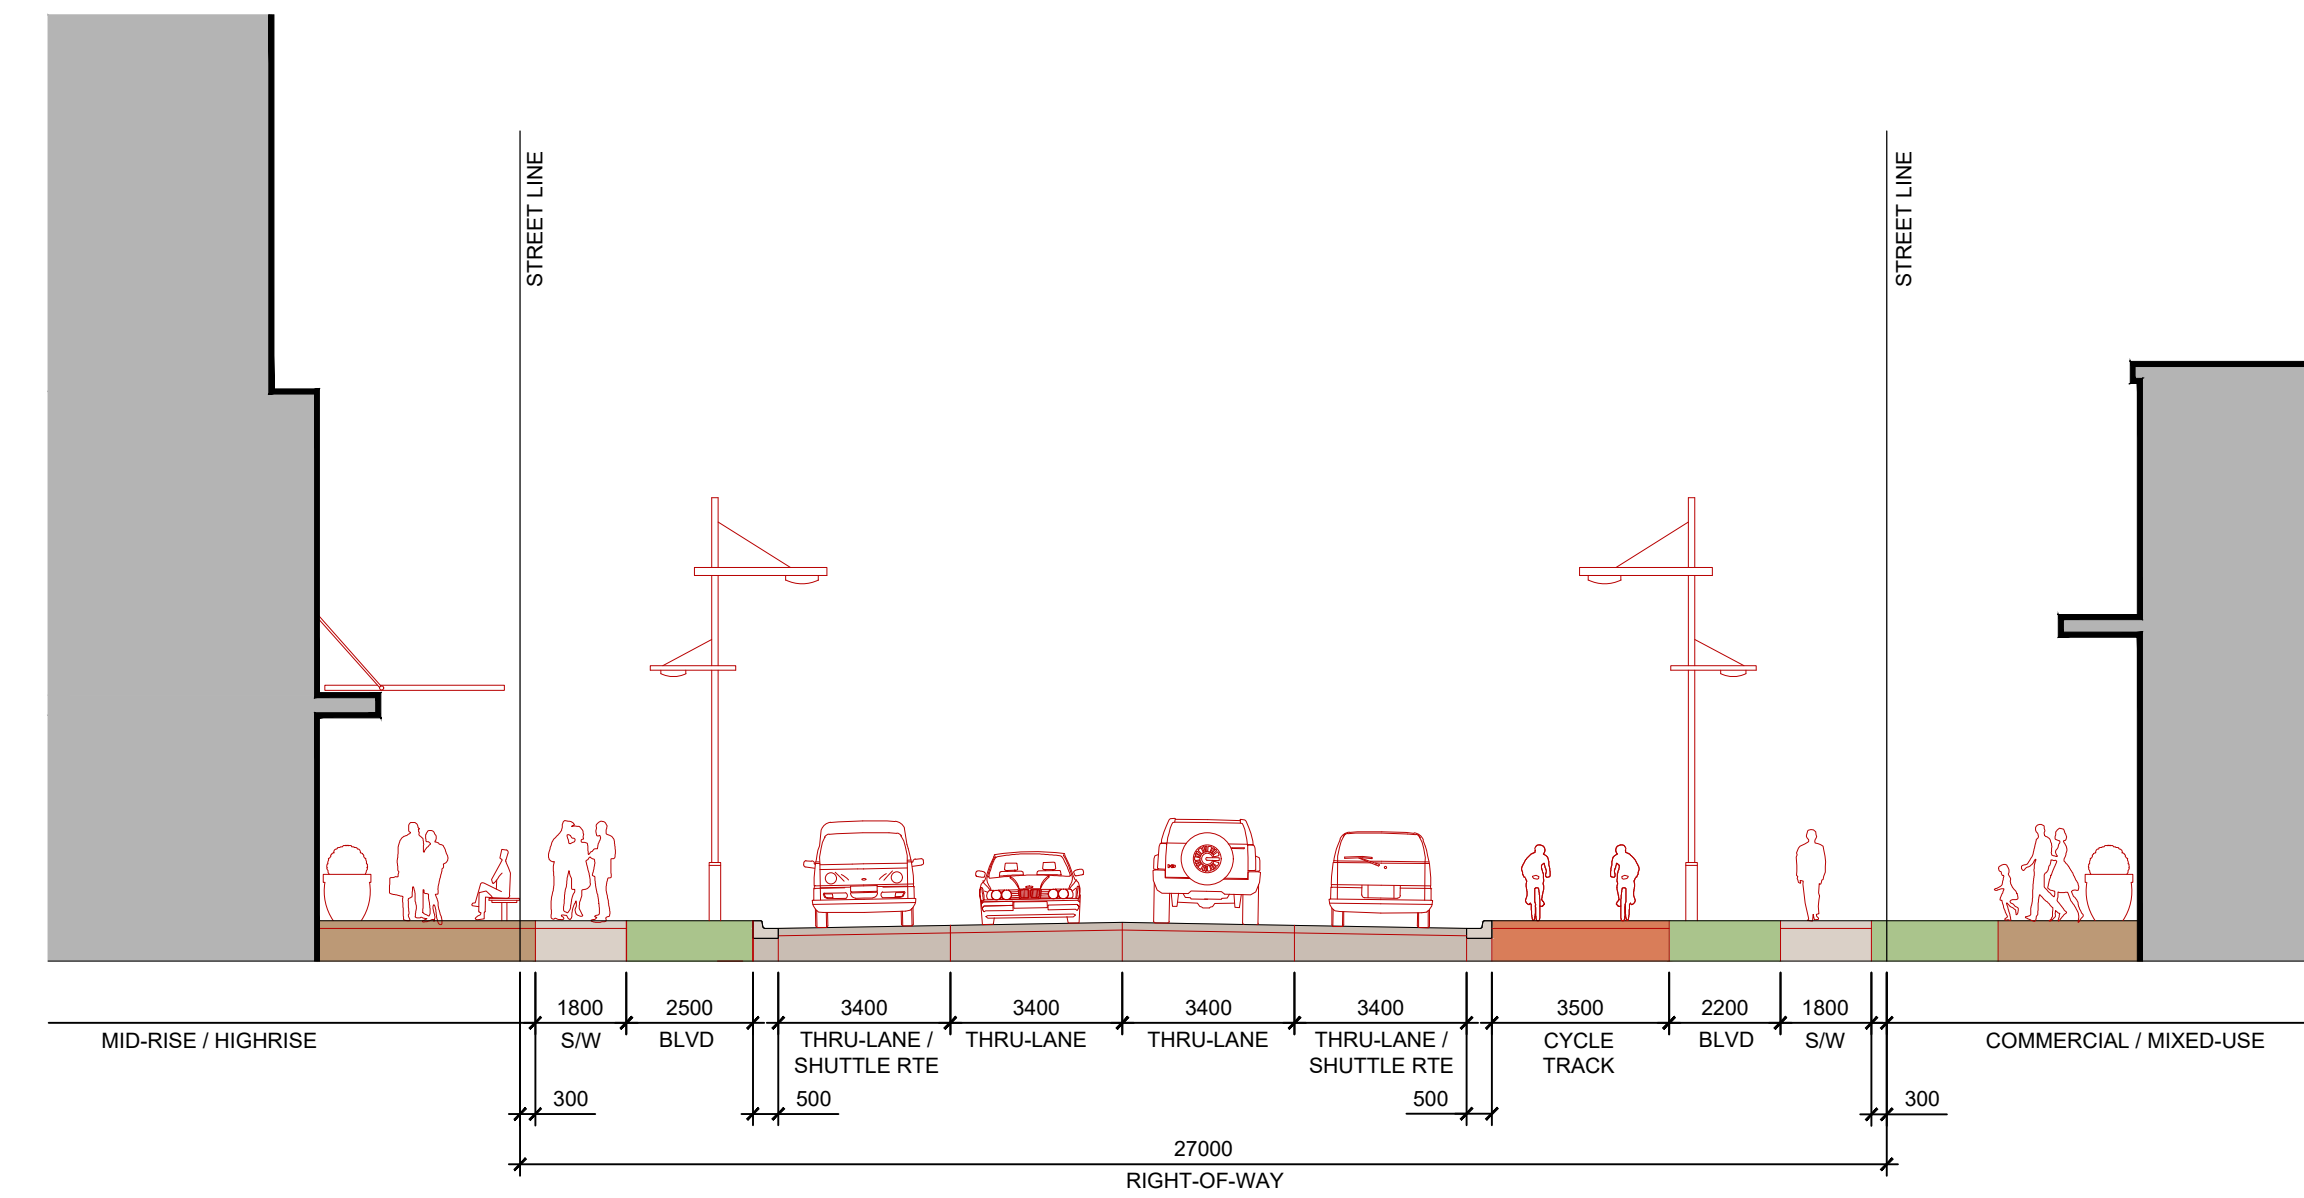 STREET LINE
STREET LINE
1800
2500
3400
3400
3400
3400
3500
2200
1800
MID-RISE / HIGHRISE
S/W
BLVD
THRU-LANE /
SHUTTLE RTE
THRU-LANE
THRU-LANE
THRU-LANE /
SHUTTLE RTE
CYCLE
TRACK
BLVD
S/W
COMMERCIAL / MIXED-USE
300
500
500
300
27000
RIGHT-OF-WAY